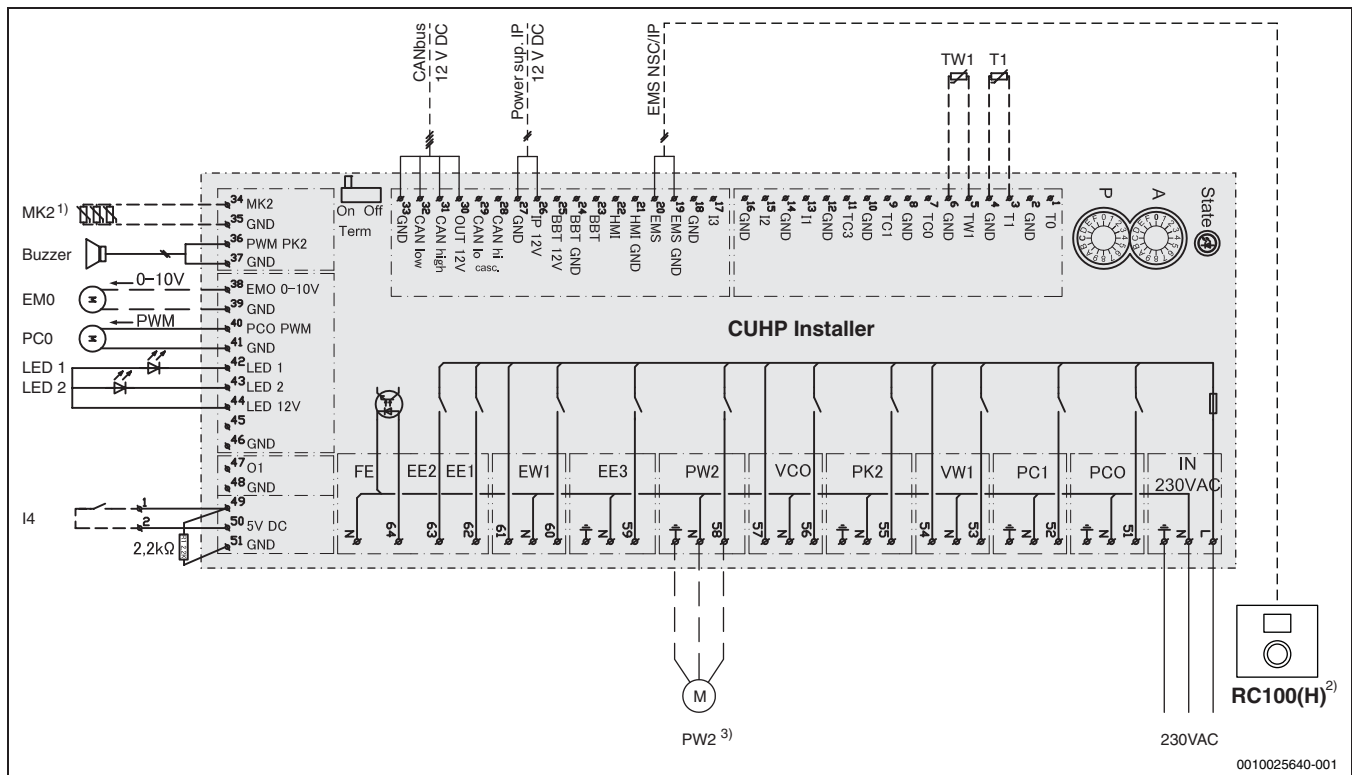 CANbus
12 V DC
Power sup. IP
12 V DC
EMS NSC/IP
TW1
T1
MK2 1)
Buzzer
EM0
0-10V
PC0
PWM
LED 1
LED 2
I4
1
2
2,2kΩ
34 MK2
35 GND
36 PWM PK2
37 GND
38 EMO 0-10V
39 GND
40 PCO PWM
41 GND
42 LED 1
43 LED 2
44 LED 12V
45
46 GND
47 O1
48 GND
49
50 5V DC
51 GND
On Off
Term
33 GND
32 CAN low
31 CAN high
30 OUT 12V
29 CAN lo
28 CAN hi
casc.
27 GND
26 IP 12V
25 BBT 12V
24 BBT GND
23 BBT
22 HMI
21 HMI GND
20 EMS
19 EMS GND
18 GND
17 I3
16 GND
15 I2
14 GND
13 I1
12 GND
11 TC3
10 GND
9 TC1
8 GND
7 TC0
6 GND
5 TW1
4 GND
3 T1
2 GND
1 T0
P
A
State
CUHP Installer
FE
EE2
EE1
EW1
EE3
PW2
VCO
PK2
VW1
PC1
PCO
IN
230VAC
N
64
63
62
61
N
60
N
59
N
58
57
N
56
N
55
54
N
53
N
52
N
51
N
L
M
PW2 3)
RC100(H) 2)
230VAC
0010025640-001